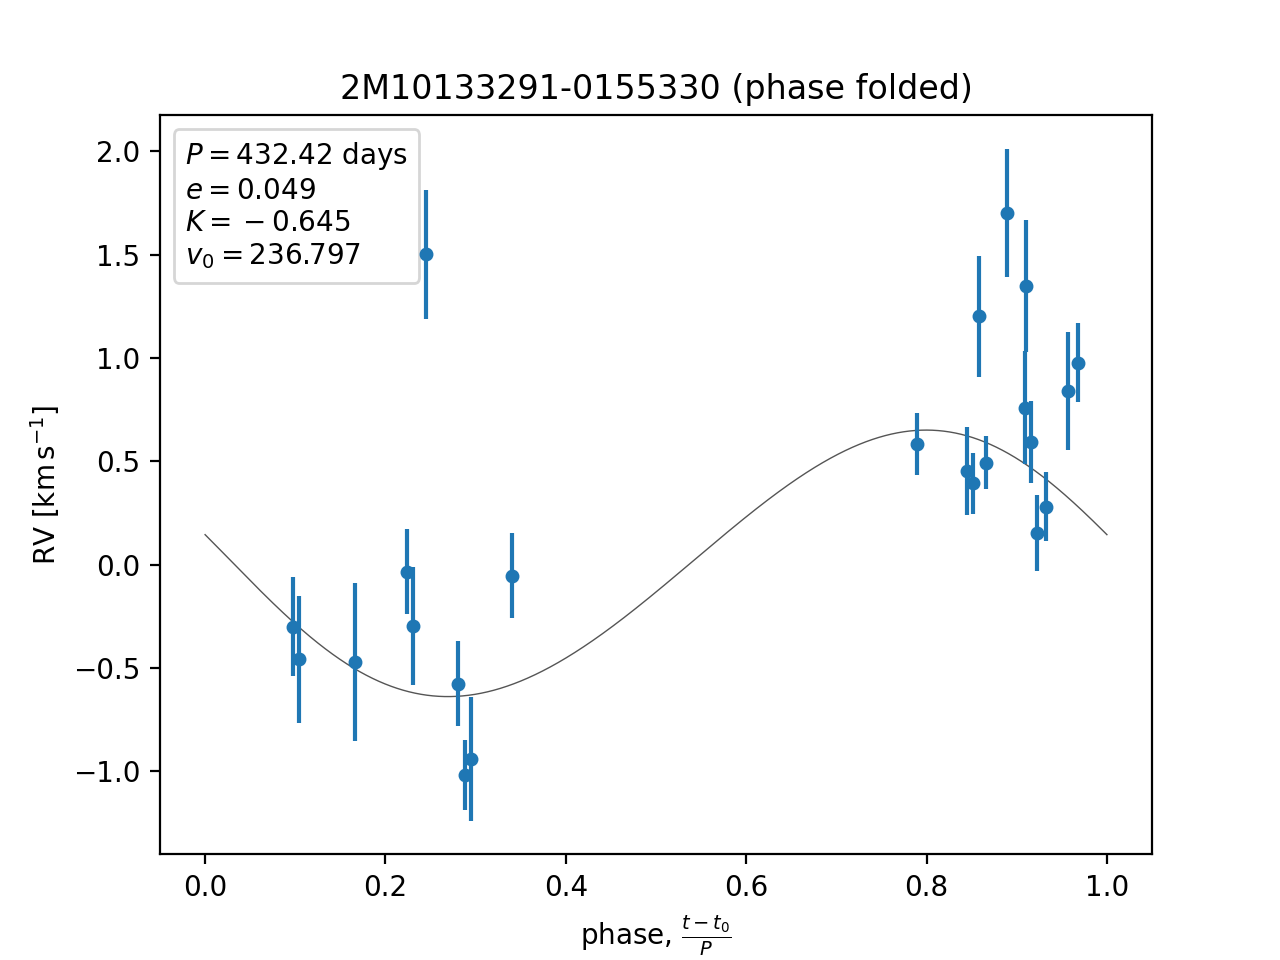 2M10133291-0155330 (phase folded)
P = 432.42 days
e = 0.049
K = −0.645
v₀ = 236.797
2.0
1.5
1.0
0.5
0.0
−0.5
−1.0
RV [km s⁻¹]
0.0 0.2 0.4 0.6 0.8 1.0
phase, (t − t₀)/P